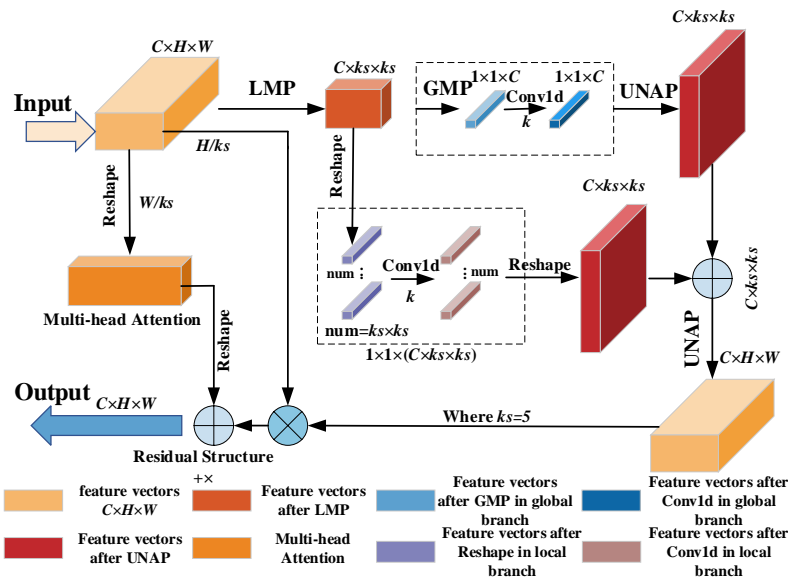 C×H×W
Input
LMP
C×ks×ks
GMP
1×1×C
Conv1d
k
1×1×C
UNAP
C×ks×ks
H/ks
Reshape
W/ks
Reshape
Multi-head Attention
num
⋮
Conv1d
k
⋮
num
num=ks×ks
1×1×(C×ks×ks)
Reshape
C×ks×ks
C×ks×ks
UNAP
C×H×W
Reshape
Output
C×H×W
Where ks=5
Residual Structure
+×
feature vectors
C×H×W
Feature vectors
after LMP
Feature vectors
after GMP in global
branch
Feature vectors after
Conv1d in global
branch
Feature vectors
after UNAP
Multi-head
Attention
Feature vectors after
Reshape in local
branch
Feature vectors after
Conv1d in local
branch